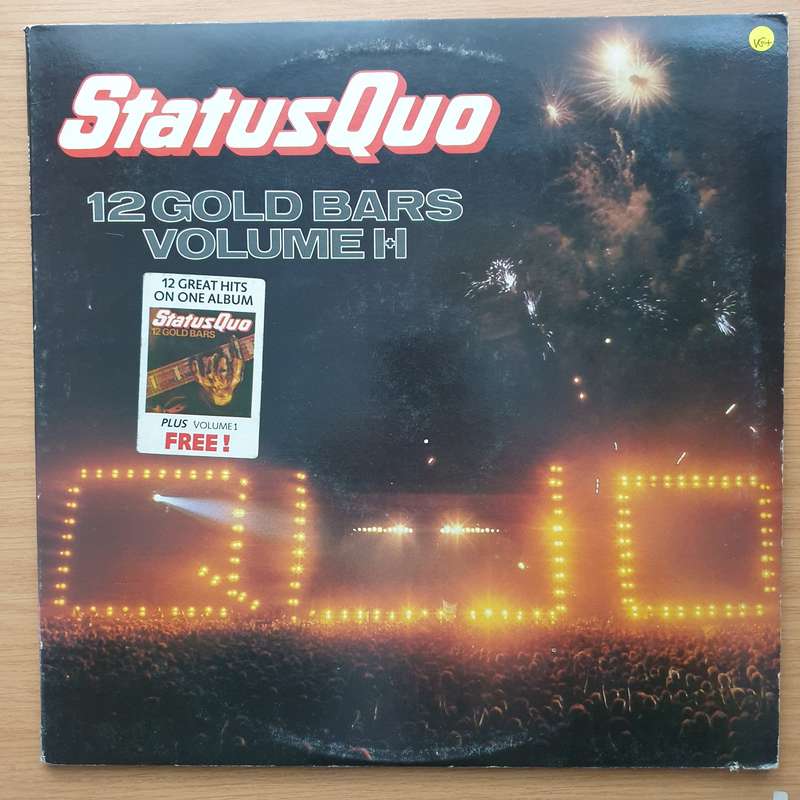 Status Quo
12 GOLD BARS
VOLUME I+I
VG+
12 GREAT HITS
ON ONE ALBUM
Status Quo
12 GOLD BARS
PLUS VOLUME 1
FREE!
QUO